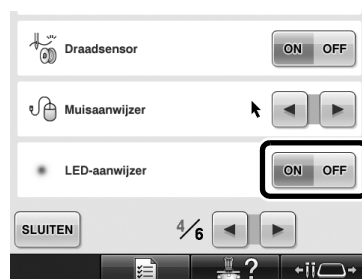 Draadsensor ON OFF
Muisaanwijzer
LED-aanwijzer ON OFF
SLUITEN 4/6
?